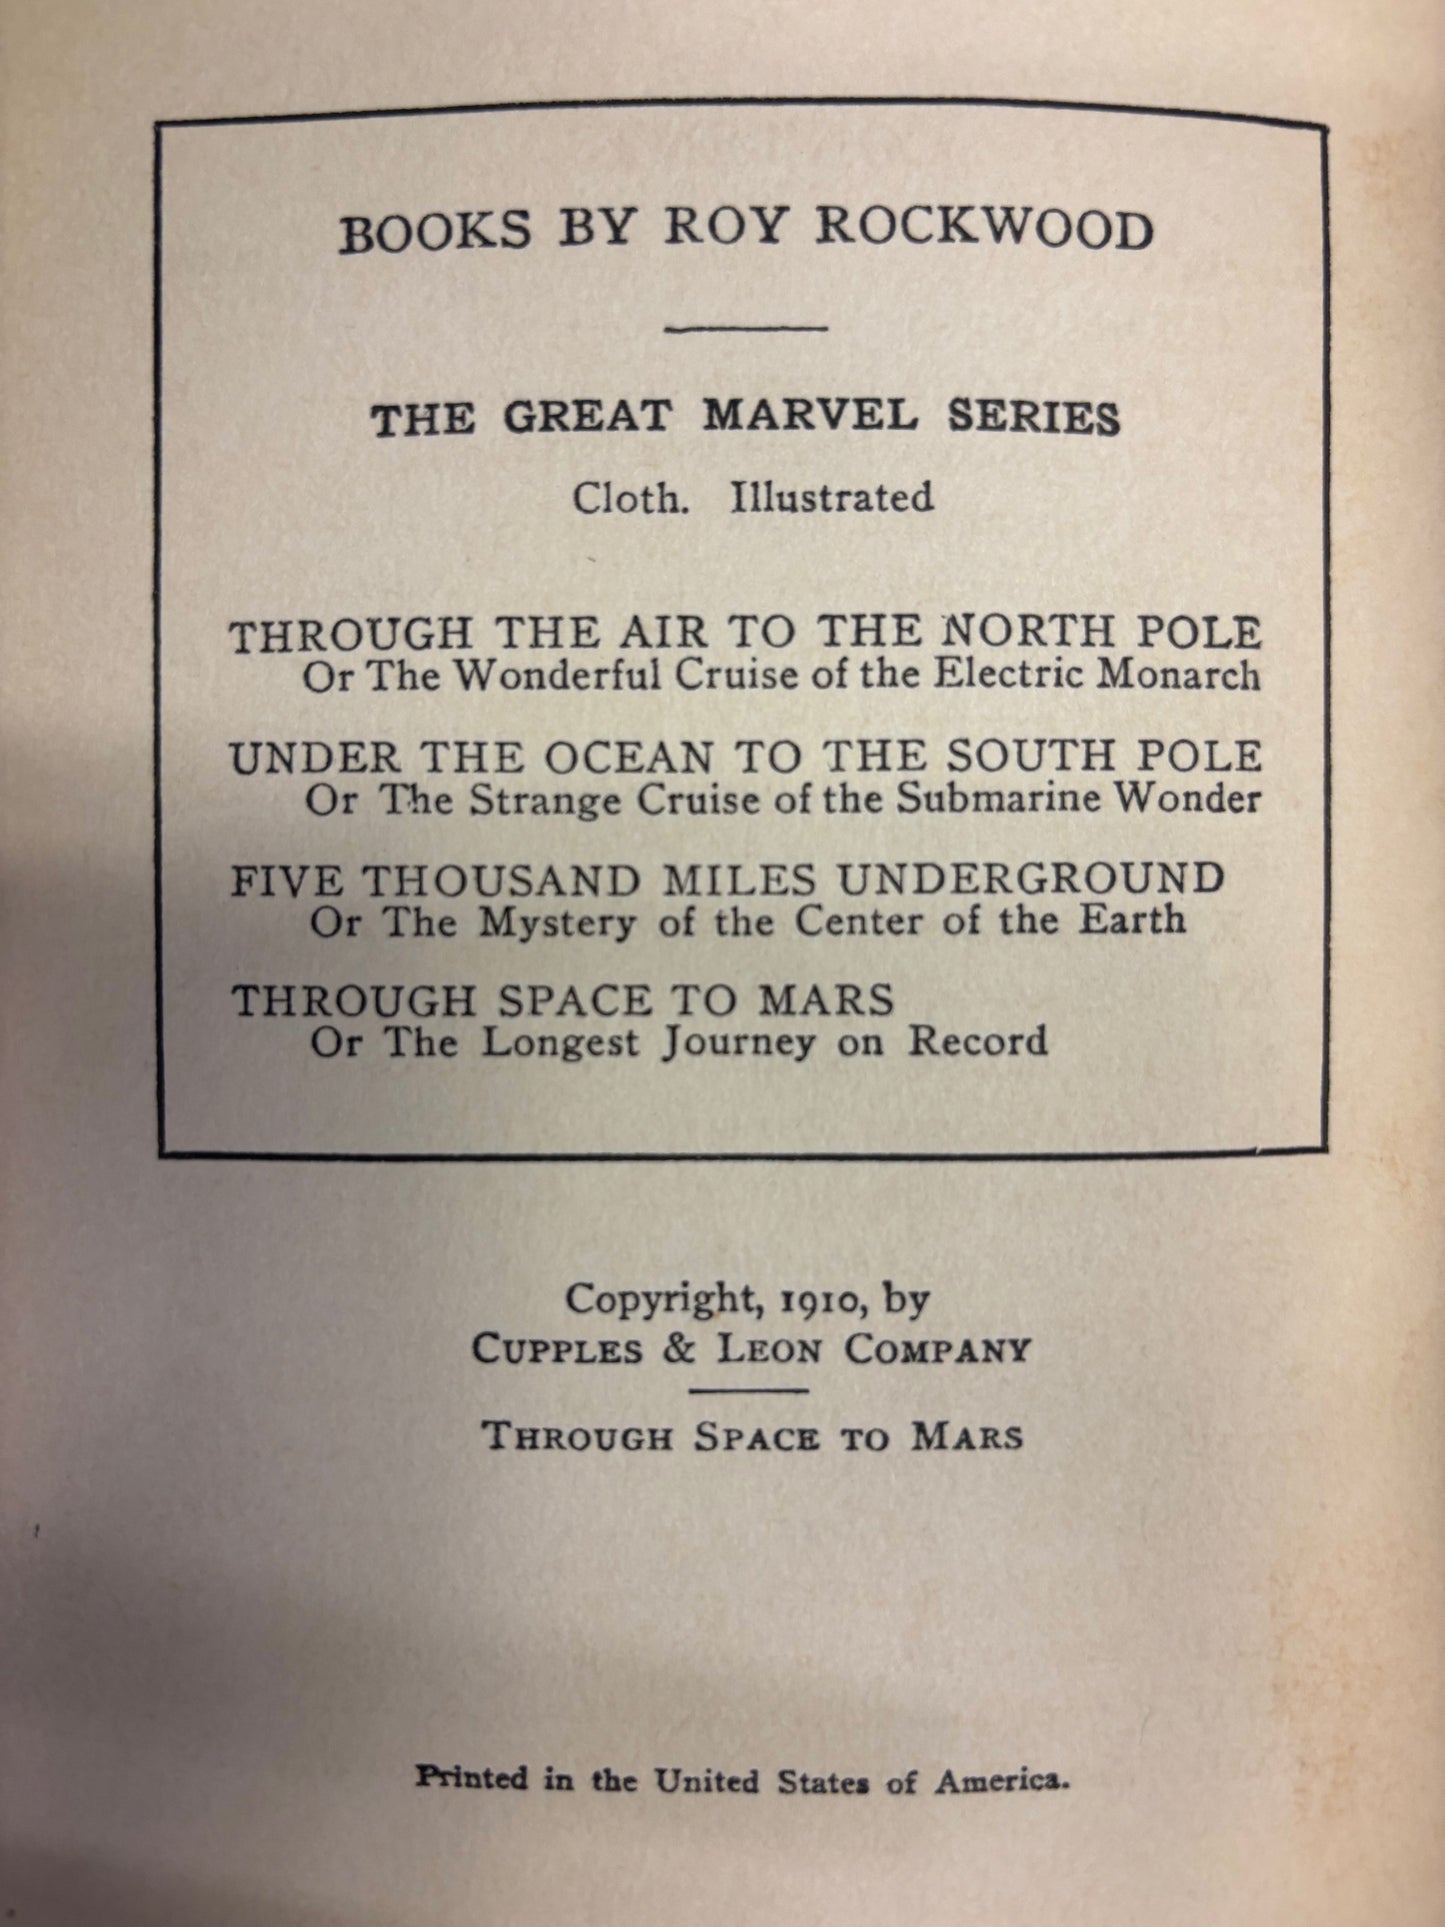 BOOKS BY ROY ROCKWOOD
THE GREAT MARVEL SERIES
Cloth. Illustrated
THROUGH THE AIR TO THE NORTH POLE
Or The Wonderful Cruise of the Electric Monarch
UNDER THE OCEAN TO THE SOUTH POLE
Or The Strange Cruise of the Submarine Wonder
FIVE THOUSAND MILES UNDERGROUND
Or The Mystery of the Center of the Earth
THROUGH SPACE TO MARS
Or The Longest Journey on Record
Copyright, 1910, by
CUPPLES & LEON COMPANY
THROUGH SPACE TO MARS
Printed in the United States of America.